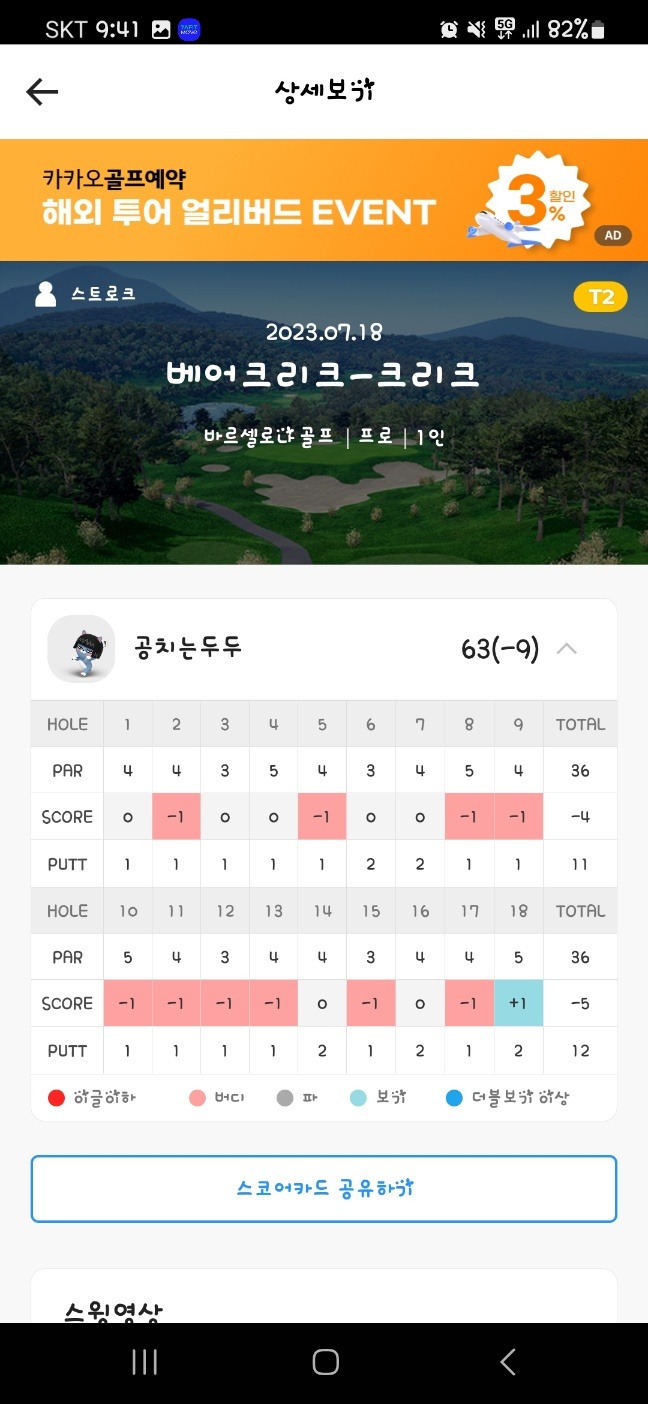 SKT 9:41 5G 82%
상세보기
카카오골프예약
해외 투어 얼리버드 EVENT
3% 할인
AD
스트로크 T2
2023.07.18
베어크리크-크리크
바르셀로나 골프 | 프로 | 1인
공치는두두 63(-9)
HOLE 1 2 3 4 5 6 7 8 9 TOTAL
PAR 4 4 3 5 4 3 4 5 4 36
SCORE 0 -1 0 0 -1 0 0 -1 -1 -4
PUTT 1 1 1 1 1 2 2 1 1 11
HOLE 10 11 12 13 14 15 16 17 18 TOTAL
PAR 5 4 3 4 4 3 4 4 5 36
SCORE -1 -1 -1 -1 0 -1 0 -1 +1 -5
PUTT 1 1 1 1 2 1 2 1 2 12
이글이하 버디 파 보기 더블보기 이상
스코어카드 공유하기
스윙영상